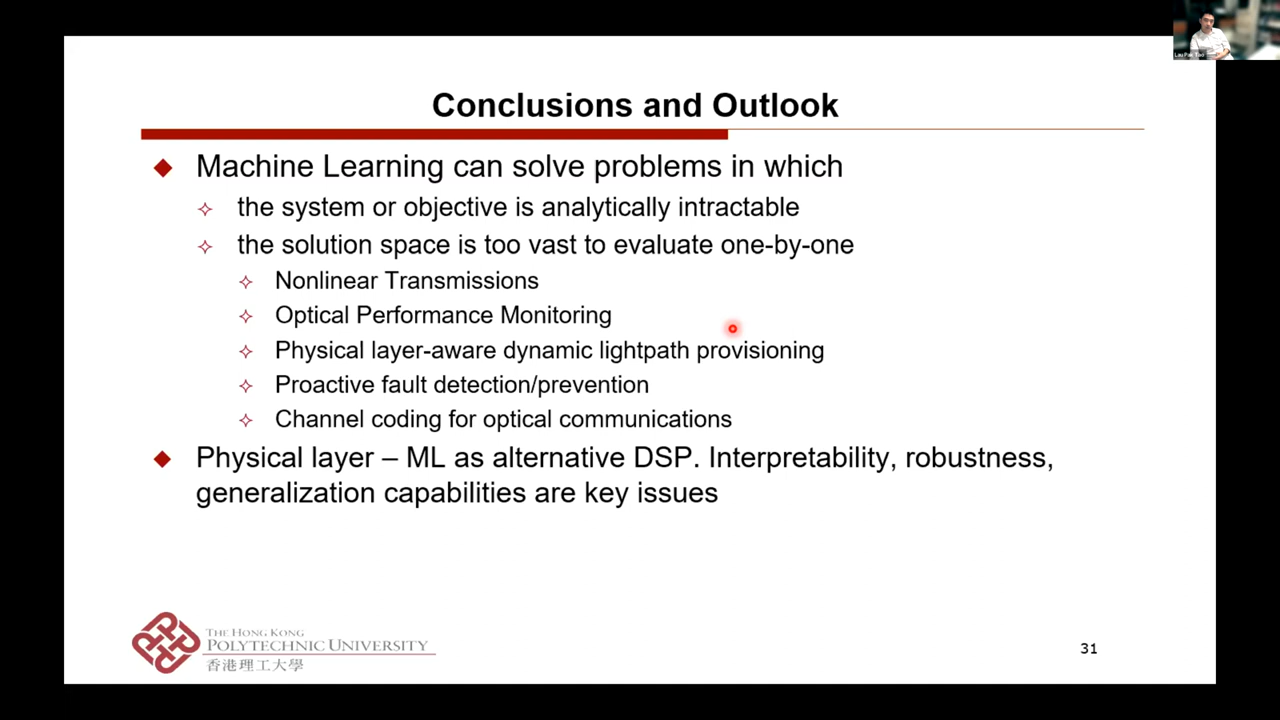 Lau Pak Tao
Conclusions and Outlook
Machine Learning can solve problems in which
the system or objective is analytically intractable
the solution space is too vast to evaluate one-by-one
Nonlinear Transmissions
Optical Performance Monitoring
Physical layer-aware dynamic lightpath provisioning
Proactive fault detection/prevention
Channel coding for optical communications
Physical layer – ML as alternative DSP. Interpretability, robustness,
generalization capabilities are key issues
THE HONG KONG
POLYTECHNIC UNIVERSITY
香港理工大學
31